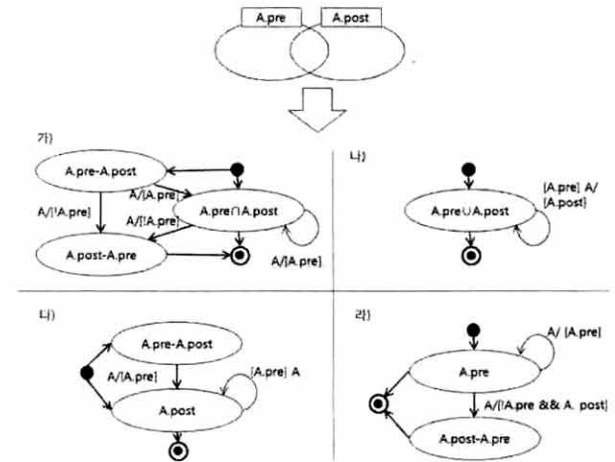 A.pre
A.post
가)
A.pre-A.post
A/[A.pre]
A.pre∩A.post
A/[!A.pre]
A/[!A.pre]
A.post-A.pre
A/[A.pre]
나)
[A.pre] A/
[A.post]
A.pre∪A.post
다)
A.pre-A.post
A/[A.pre]
[A.pre] A
A.post
라)
A/ [A.pre]
A.pre
A/[!A.pre && A. post]
A.post-A.pre